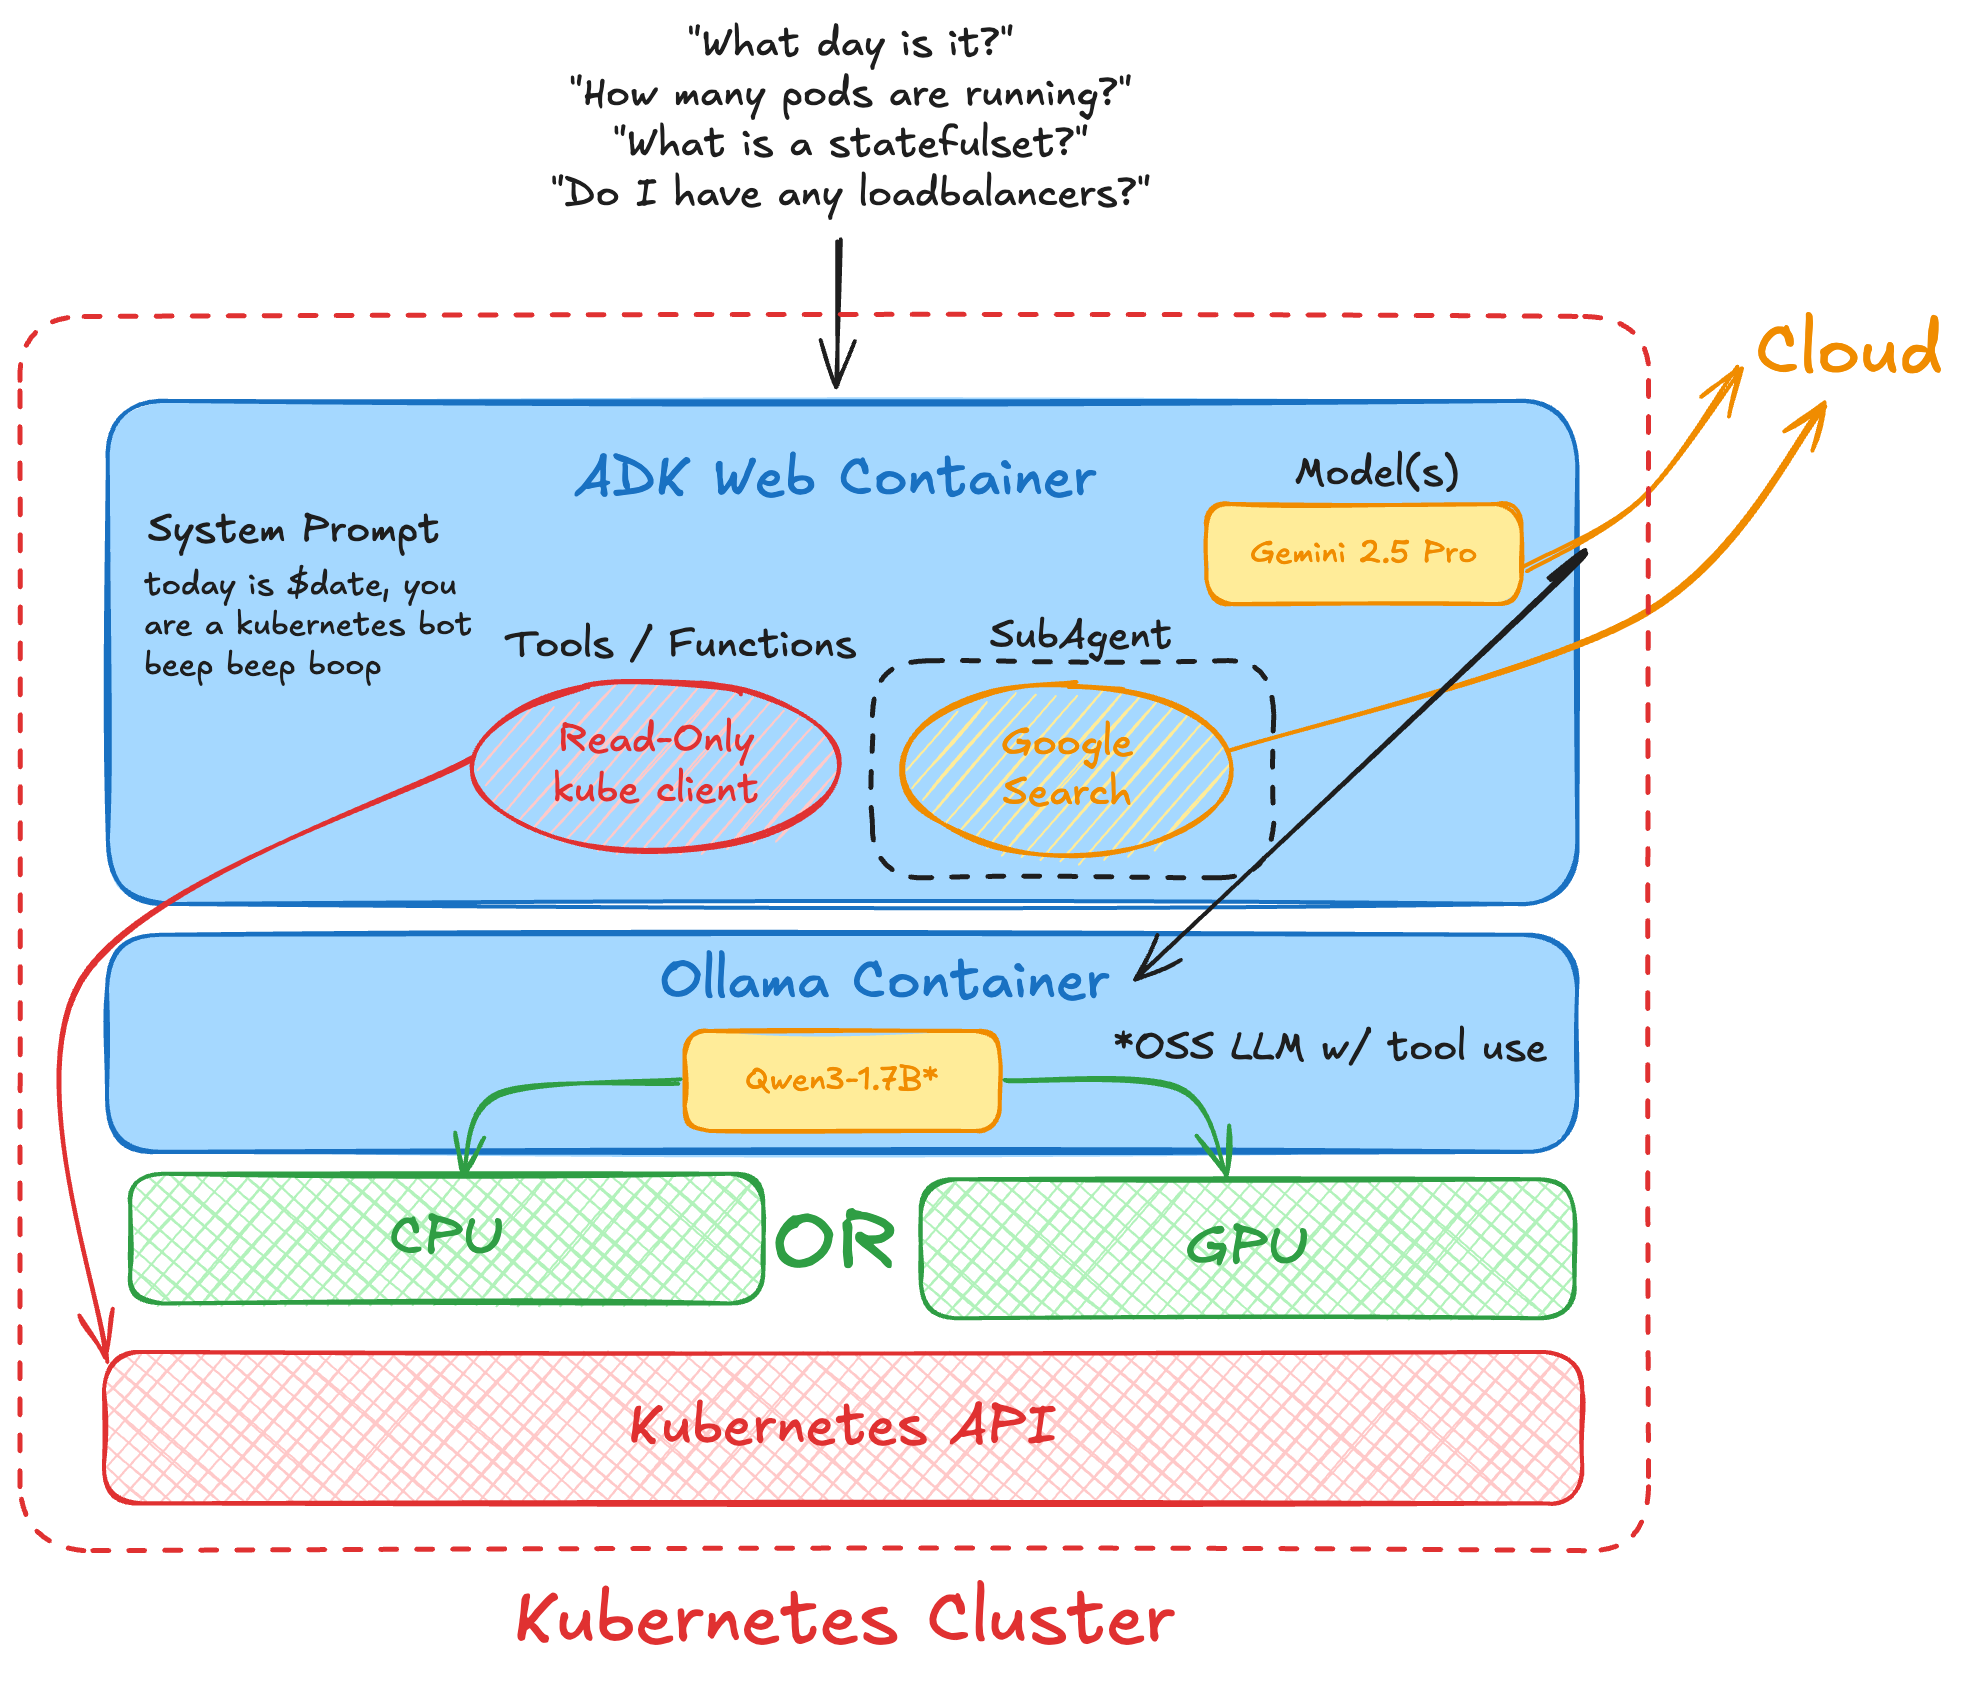 "What day is it?"
"How many pods are running?"
"What is a statefulset?"
"Do I have any loadbalancers?"
Cloud
ADK Web Container
Model(s)
Gemini 2.5 Pro
System Prompt
today is $date, you
are a kubernetes bot
beep beep boop
Tools / Functions
Read-Only
kube client
SubAgent
Google
Search
Ollama Container
*OSS LLM w/ tool use
Qwen3-1.7B*
CPU
OR
GPU
Kubernetes API
Kubernetes Cluster